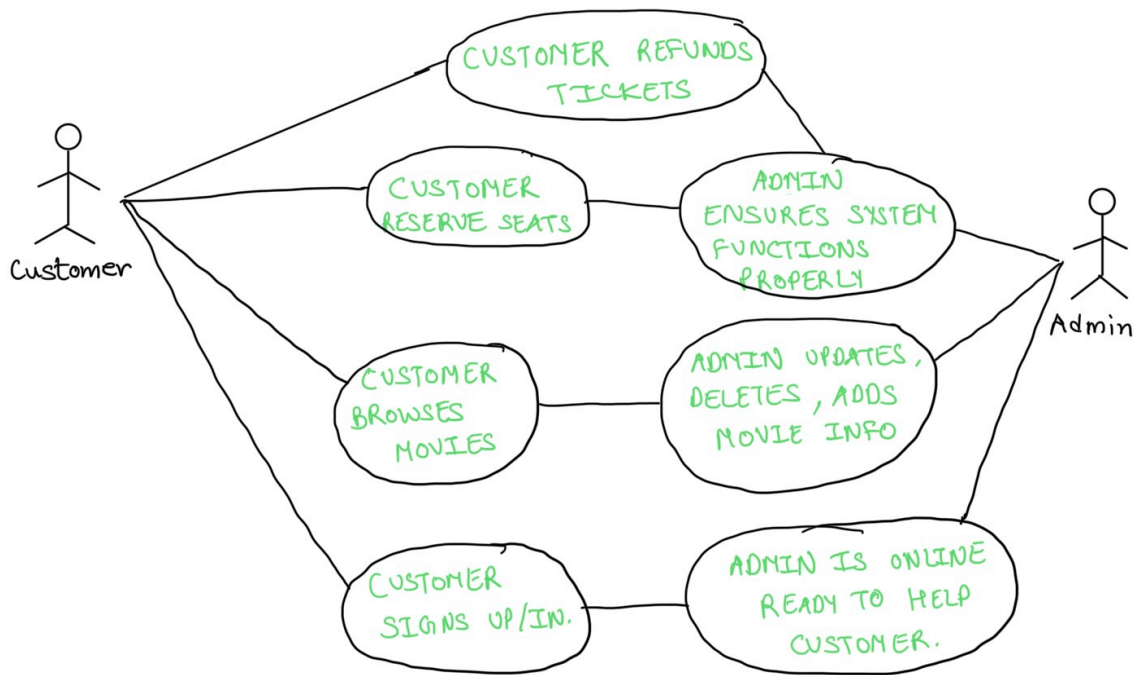 CUSTOMER REFUNDS
TICKETS
CUSTOMER
RESERVE SEATS
ADMIN
ENSURES SYSTEM
FUNCTIONS
PROPERLY
Customer
Admin
CUSTOMER
BROWSES
MOVIES
ADMIN UPDATES,
DELETES, ADDS
MOVIE INFO
CUSTOMER
SIGNS UP/IN.
ADMIN IS ONLINE
READY TO HELP
CUSTOMER.